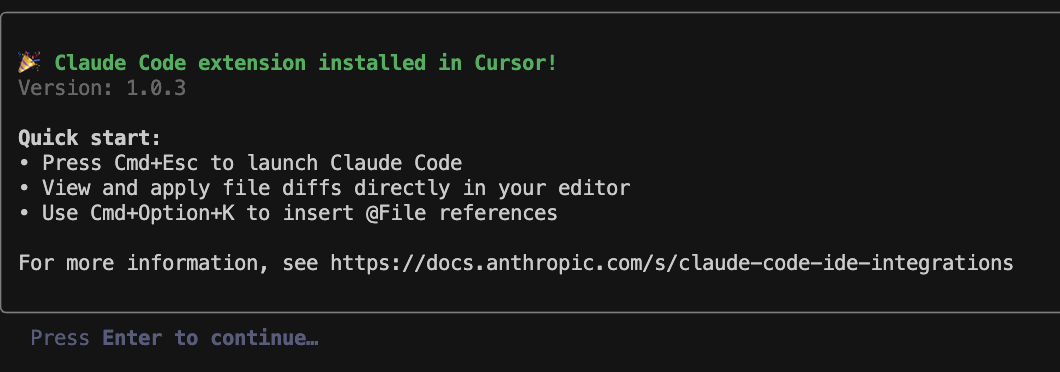 🎉 Claude Code extension installed in Cursor!
Version: 1.0.3
Quick start:
• Press Cmd+Esc to launch Claude Code
• View and apply file diffs directly in your editor
• Use Cmd+Option+K to insert @File references
For more information, see https://docs.anthropic.com/s/claude-code-ide-integrations
Press Enter to continue…